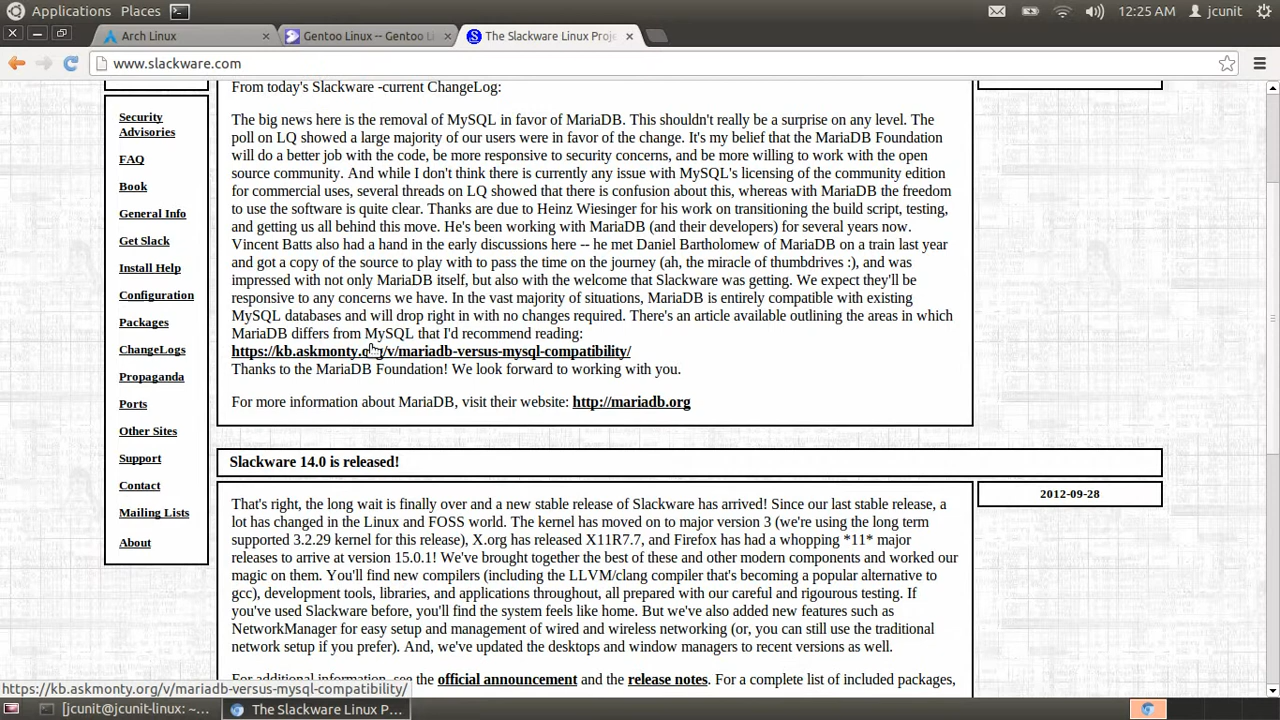 Applications Places 12:25 AM jcunit
Arch Linux Gentoo Linux -- Gentoo Li The Slackware Linux Proje
www.slackware.com
Security
Advisories
FAQ
Book
General Info
Get Slack
Install Help
Configuration
Packages
ChangeLogs
Propaganda
Ports
Other Sites
Support
Contact
Mailing Lists
About
From today's Slackware -current ChangeLog:
The big news here is the removal of MySQL in favor of MariaDB. This shouldn't really be a surprise on any level. The
poll on LQ showed a large majority of our users were in favor of the change. It's my belief that the MariaDB Foundation
will do a better job with the code, be more responsive to security concerns, and be more willing to work with the open
source community. And while I don't think there is currently any issue with MySQL's licensing of the community edition
for commercial uses, several threads on LQ showed that there is confusion about this, whereas with MariaDB the freedom
to use the software is quite clear. Thanks are due to Heinz Wiesinger for his work on transitioning the build script, testing,
and getting us all behind this move. He's been working with MariaDB (and their developers) for several years now.
Vincent Batts also had a hand in the early discussions here -- he met Daniel Bartholomew of MariaDB on a train last year
and got a copy of the source to play with to pass the time on the journey (ah, the miracle of thumbdrives :), and was
impressed with not only MariaDB itself, but also with the welcome that Slackware was getting. We expect they'll be
responsive to any concerns we have. In the vast majority of situations, MariaDB is entirely compatible with existing
MySQL databases and will drop right in with no changes required. There's an article available outlining the areas in which
MariaDB differs from MySQL that I'd recommend reading:
https://kb.askmonty.org/v/mariadb-versus-mysql-compatibility/
Thanks to the MariaDB Foundation! We look forward to working with you.
For more information about MariaDB, visit their website: http://mariadb.org
Slackware 14.0 is released!
2012-09-28
That's right, the long wait is finally over and a new stable release of Slackware has arrived! Since our last stable release, a
lot has changed in the Linux and FOSS world. The kernel has moved on to major version 3 (we're using the long term
supported 3.2.29 kernel for this release), X.org has released X11R7.7, and Firefox has had a whopping *11* major
releases to arrive at version 15.0.1! We've brought together the best of these and other modern components and worked our
magic on them. You'll find new compilers (including the LLVM/clang compiler that's becoming a popular alternative to
gcc), development tools, libraries, and applications throughout, all prepared with our careful and rigourous testing. If
you've used Slackware before, you'll find the system feels like home. But we've also added new features such as
NetworkManager for easy setup and management of wired and wireless networking (or, you can still use the traditional
network setup if you prefer). And, we've updated the desktops and window managers to recent versions as well.
For additional information, see the official announcement and the release notes. For a complete list of included packages,
https://kb.askmonty.org/v/mariadb-versus-mysql-compatibility/
[jcunit@jcunit-linux: ~... The Slackware Linux P...